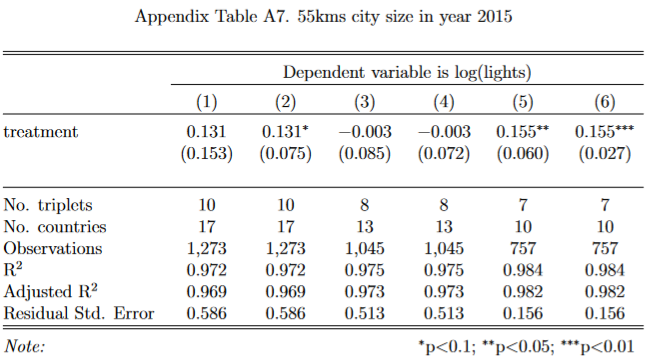 Appendix Table A7. 55kms city size in year 2015
Dependent variable is log(lights)
(1) (2) (3) (4) (5) (6)
treatment 0.131 0.131* −0.003 −0.003 0.155** 0.155***
(0.153) (0.075) (0.085) (0.072) (0.060) (0.027)
No. triplets 10 10 8 8 7 7
No. countries 17 17 13 13 10 10
Observations 1,273 1,273 1,045 1,045 757 757
R² 0.972 0.972 0.975 0.975 0.984 0.984
Adjusted R² 0.969 0.969 0.973 0.973 0.982 0.982
Residual Std. Error 0.586 0.586 0.513 0.513 0.156 0.156
Note: *p<0.1; **p<0.05; ***p<0.01